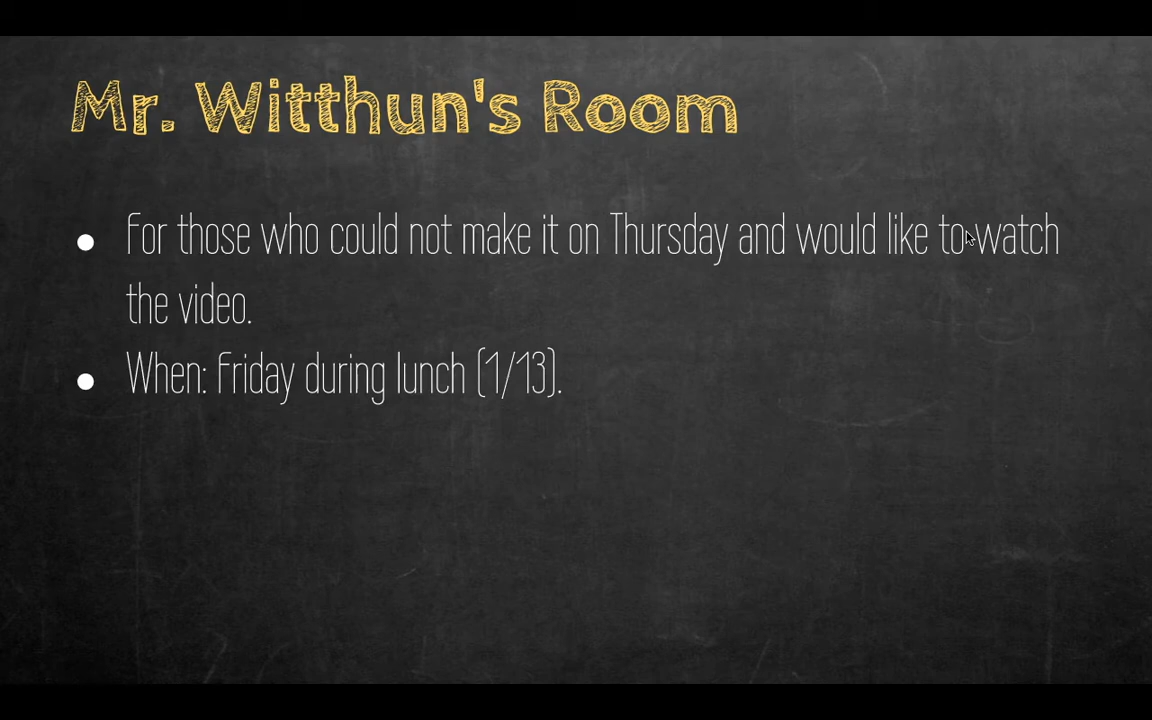 Mr. Witthun's Room
● For those who could not make it on Thursday and would like to watch
the video.
● When: Friday during lunch (1/13).